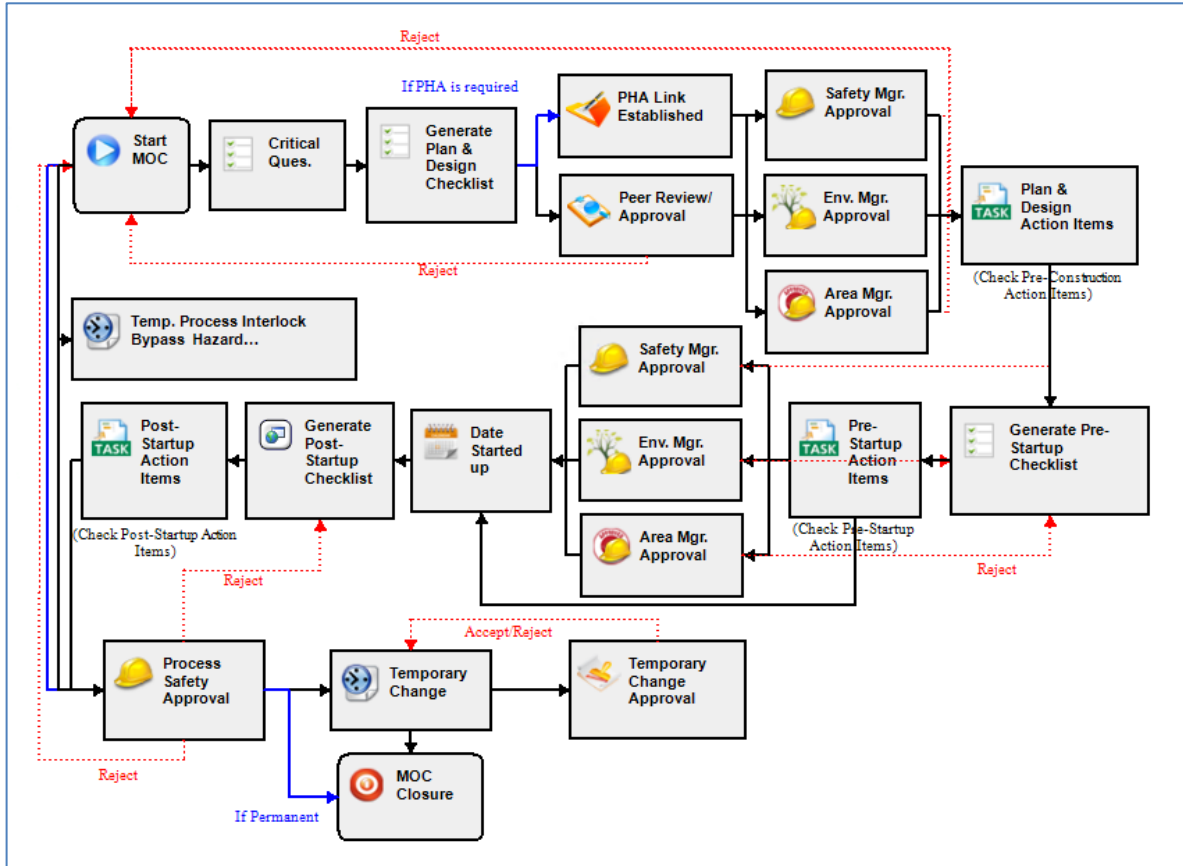 Reject
If PHA is required
Start
MOC
Critical
Ques.
Generate
Plan &
Design
Checklist
PHA Link
Established
Safety Mgr.
Approval
Peer Review/
Approval
Env. Mgr.
Approval
TASK
Plan &
Design
Action Items
Reject
(Check Pre-Construction
Action Items)
Area Mgr.
Approval
Temp. Process Interlock
Bypass Hazard...
Safety Mgr.
Approval
TASK
Post-
Startup
Action
Items
Generate
Post-
Startup
Checklist
Date
Started
up
Env. Mgr.
Approval
TASK
Pre-
Startup
Action
Items
Generate Pre-
Startup
Checklist
(Check Post-Startup Action
Items)
Area Mgr.
Approval
(Check Pre-Startup
Action Items)
Reject
Reject
Accept/Reject
Process
Safety
Approval
Temporary
Change
Temporary
Change
Approval
Reject
MOC
Closure
If Permanent